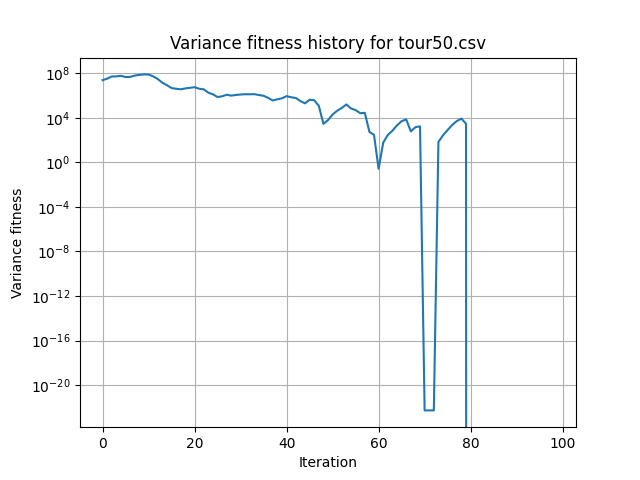 Variance fitness history for tour50.csv
Variance fitness
10^8
10^4
10^0
10^−4
10^−8
10^−12
10^−16
10^−20
0 20 40 60 80 100
Iteration